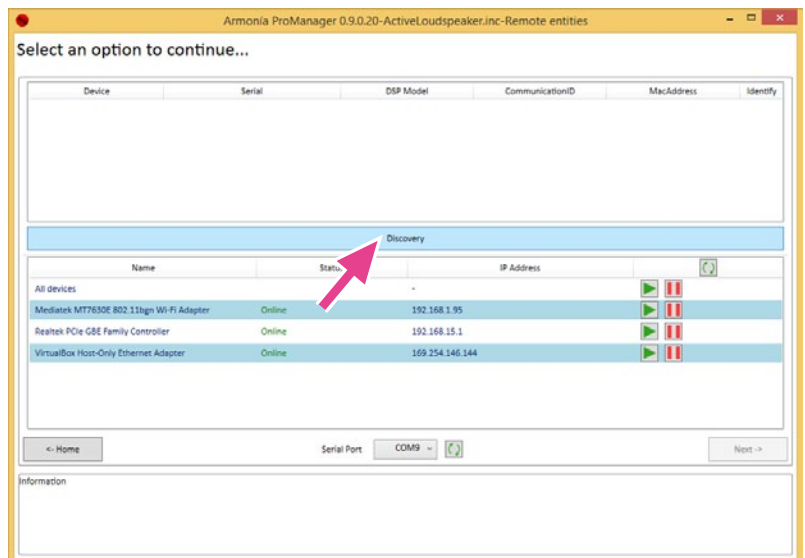 Armonía ProManager 0.9.0.20-ActiveLoudspeaker.inc-Remote entities
Select an option to continue...
Device Serial DSP Model CommunicationID MacAddress Identify
Discovery
Name Status IP Address
All devices -
Mediatek MT7630E 802.11bgn Wi-Fi Adapter Online 192.168.1.95
Realtek PCIe GBE Family Controller Online 192.168.15.1
VirtualBox Host-Only Ethernet Adapter Online 169.254.146.144
<- Home Serial Port COM9 Next ->
Information